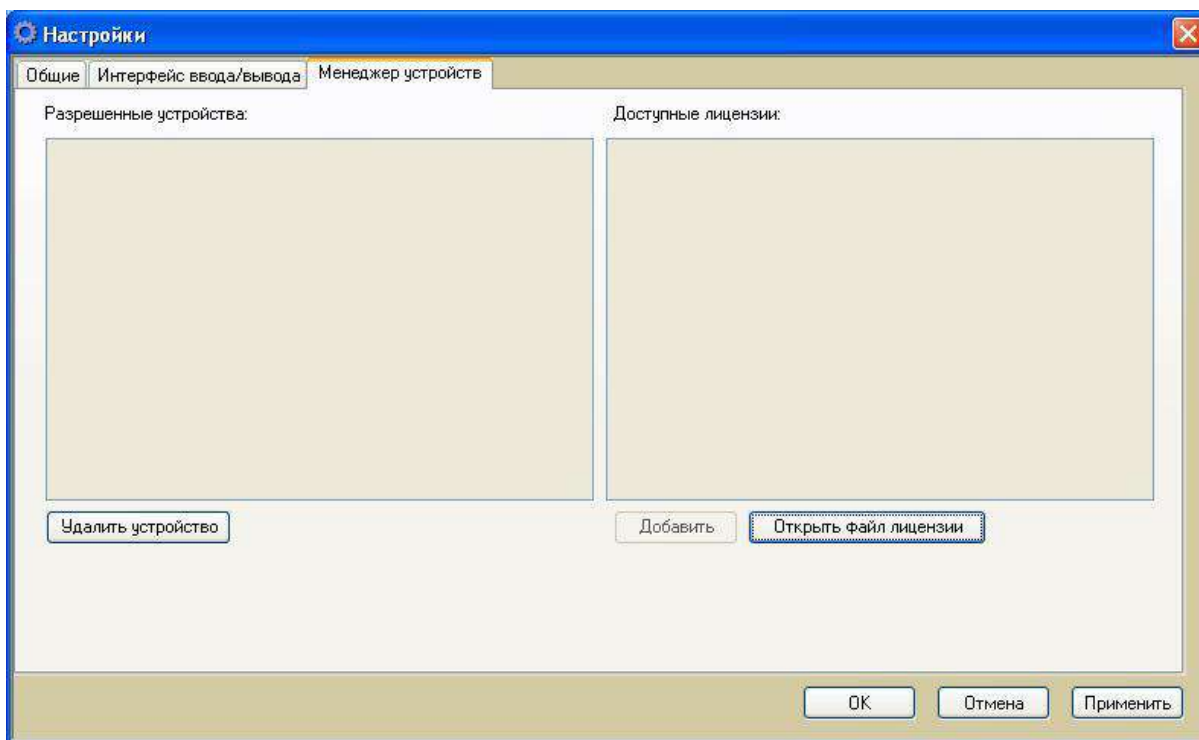 Настройки
Общие Интерфейс ввода/вывода Менеджер устройств
Разрешенные устройства: Доступные лицензии:
Удалить устройство Добавить Открыть файл лицензии
OK Отмена Применить